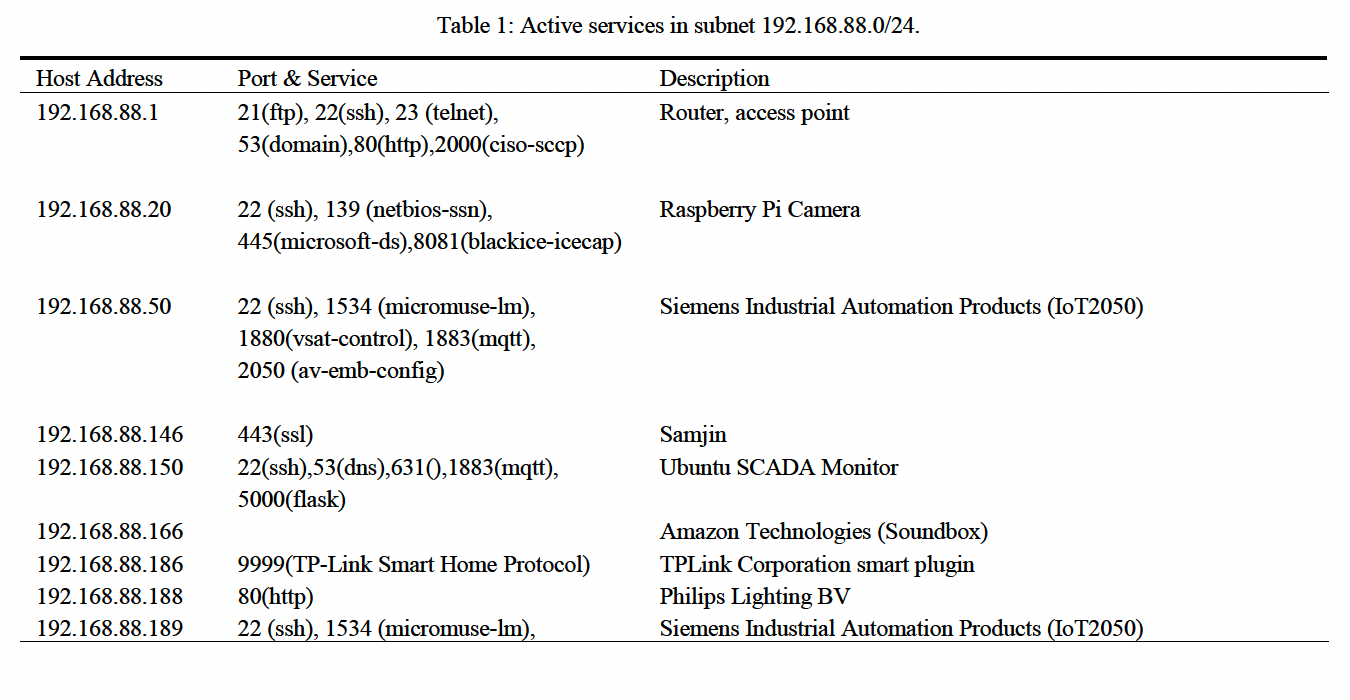 Table 1: Active services in subnet 192.168.88.0/24.
Host Address Port & Service Description
192.168.88.1 21(ftp), 22(ssh), 23 (telnet), Router, access point
53(domain),80(http),2000(ciso-sccp)
192.168.88.20 22 (ssh), 139 (netbios-ssn), Raspberry Pi Camera
445(microsoft-ds),8081(blackice-icecap)
192.168.88.50 22 (ssh), 1534 (micromuse-lm), Siemens Industrial Automation Products (IoT2050)
1880(vsat-control), 1883(mqtt),
2050 (av-emb-config)
192.168.88.146 443(ssl) Samjin
192.168.88.150 22(ssh),53(dns),631(),1883(mqtt), Ubuntu SCADA Monitor
5000(flask)
192.168.88.166 Amazon Technologies (Soundbox)
192.168.88.186 9999(TP-Link Smart Home Protocol) TPLink Corporation smart plugin
192.168.88.188 80(http) Philips Lighting BV
192.168.88.189 22 (ssh), 1534 (micromuse-lm), Siemens Industrial Automation Products (IoT2050)